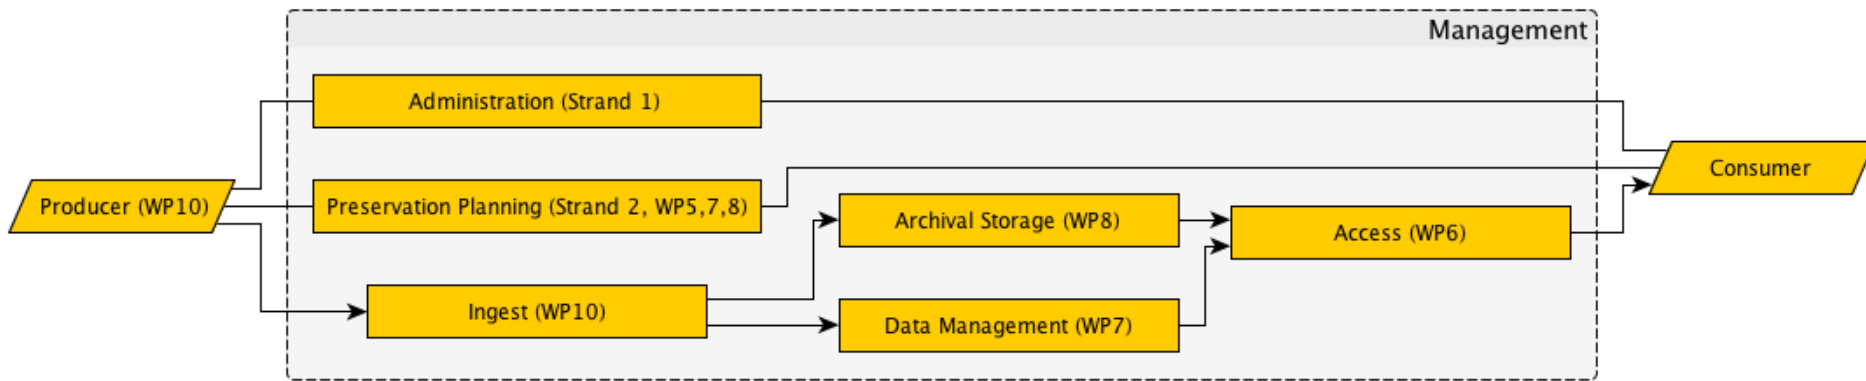 Management
Administration (Strand 1)
Consumer
Producer (WP10)
Preservation Planning (Strand 2, WP5,7,8)
Archival Storage (WP8)
Access (WP6)
Ingest (WP10)
Data Management (WP7)